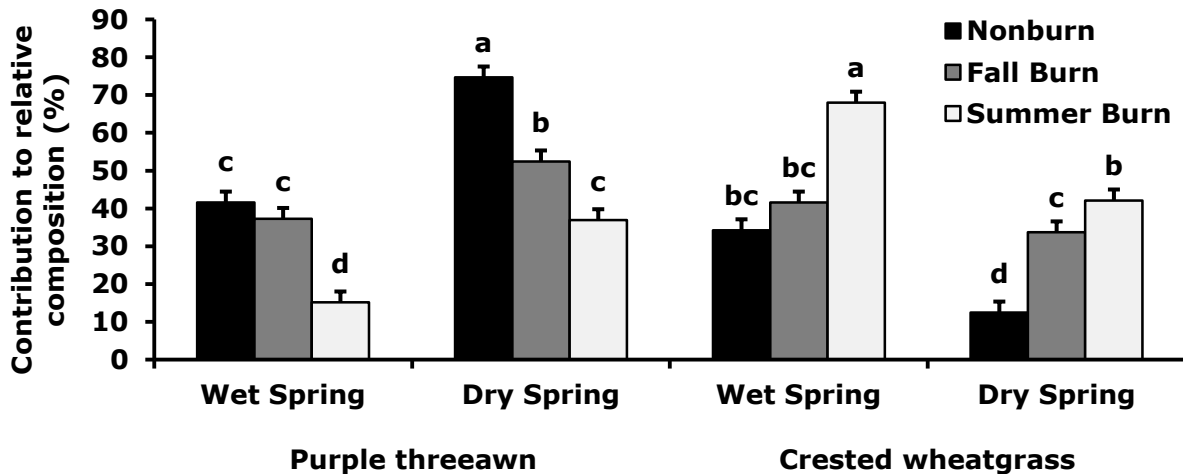 Contribution to relative
composition (%)
90
80
70
60
50
40
30
20
10
0
Nonburn
Fall Burn
Summer Burn
c
c
d
a
b
c
bc
bc
a
d
c
b
Wet Spring
Dry Spring
Wet Spring
Dry Spring
Purple threeawn
Crested wheatgrass